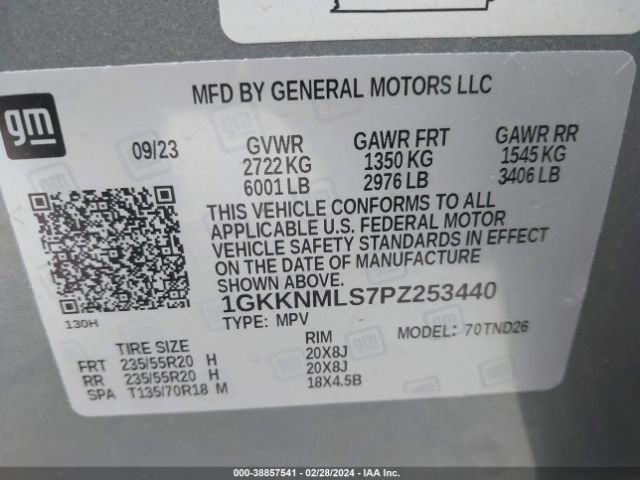 MFD BY GENERAL MOTORS LLC
gm
09/23 GVWR GAWR FRT GAWR RR
2722 KG 1350 KG 1545 KG
6001 LB 2976 LB 3406 LB
THIS VEHICLE CONFORMS TO ALL
APPLICABLE U.S. FEDERAL MOTOR
VEHICLE SAFETY STANDARDS IN EFFECT
ON THE DATE OF MANUFACTURE
SHOWN ABOVE.
1GKKNMLS7PZ253440
130H
TYPE: MPV MODEL: 70TND26
TIRE SIZE RIM
FRT 235/55R20 H 20X8J
RR 235/55R20 H 20X8J
SPA T135/70R18 M 18X4.5B
000-38857541 - 02/28/2024 - IAA Inc.